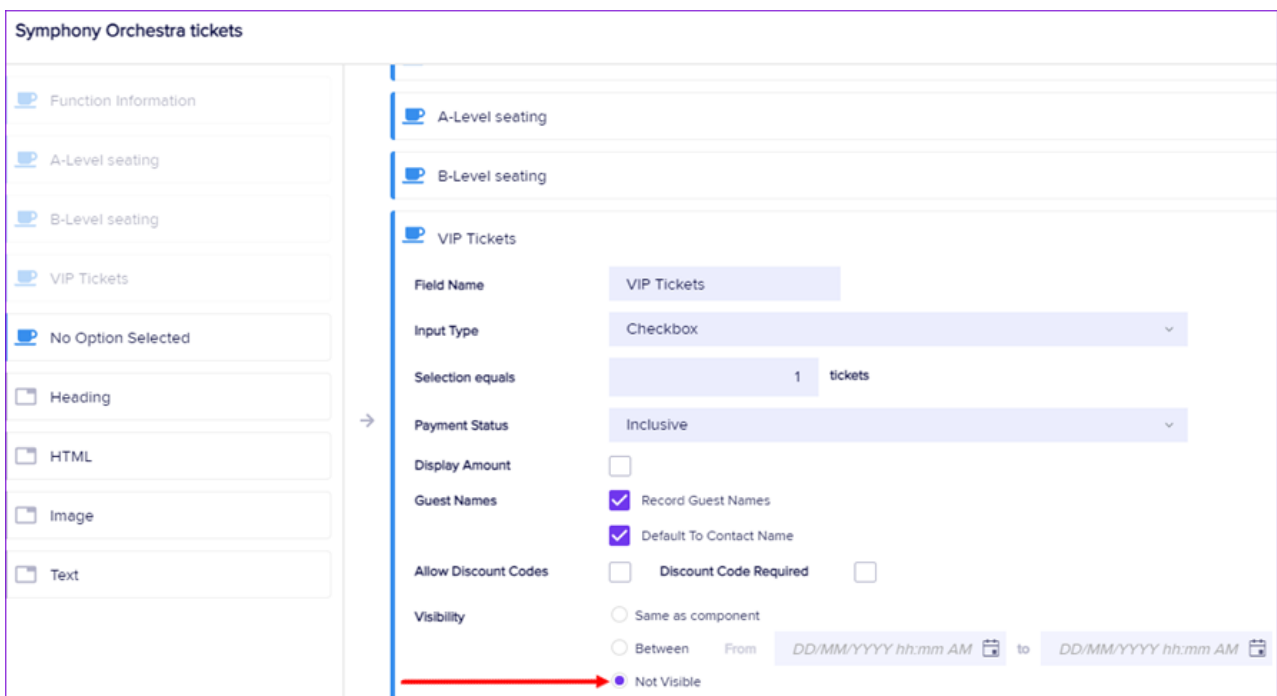 Symphony Orchestra tickets
Function Information
A-Level seating
B-Level seating
VIP Tickets
No Option Selected
Heading
HTML
Image
Text
A-Level seating
B-Level seating
VIP Tickets
Field Name VIP Tickets
Input Type Checkbox
Selection equals 1 tickets
Payment Status Inclusive
Display Amount
Guest Names Record Guest Names
Default To Contact Name
Allow Discount Codes Discount Code Required
Visibility Same as component
Between From DD/MM/YYYY hh:mm AM to DD/MM/YYYY hh:mm AM
Not Visible